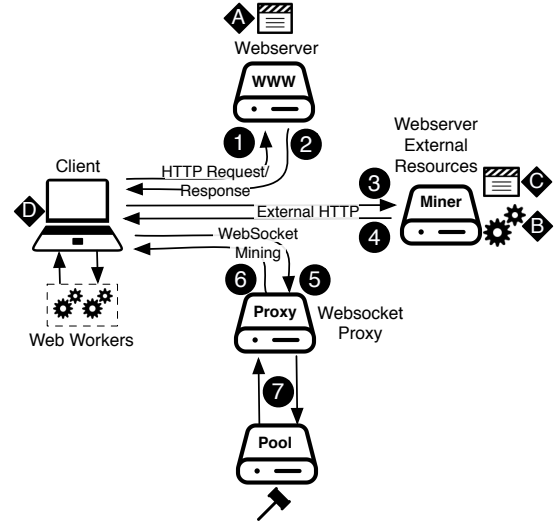 A
Webserver
WWW
1
2
Webserver
External
Resources
Client
HTTP Request/
Response
3
C
D
External HTTP
Miner
B
4
WebSocket
Mining
6
5
Proxy
Websocket
Proxy
Web Workers
7
Pool